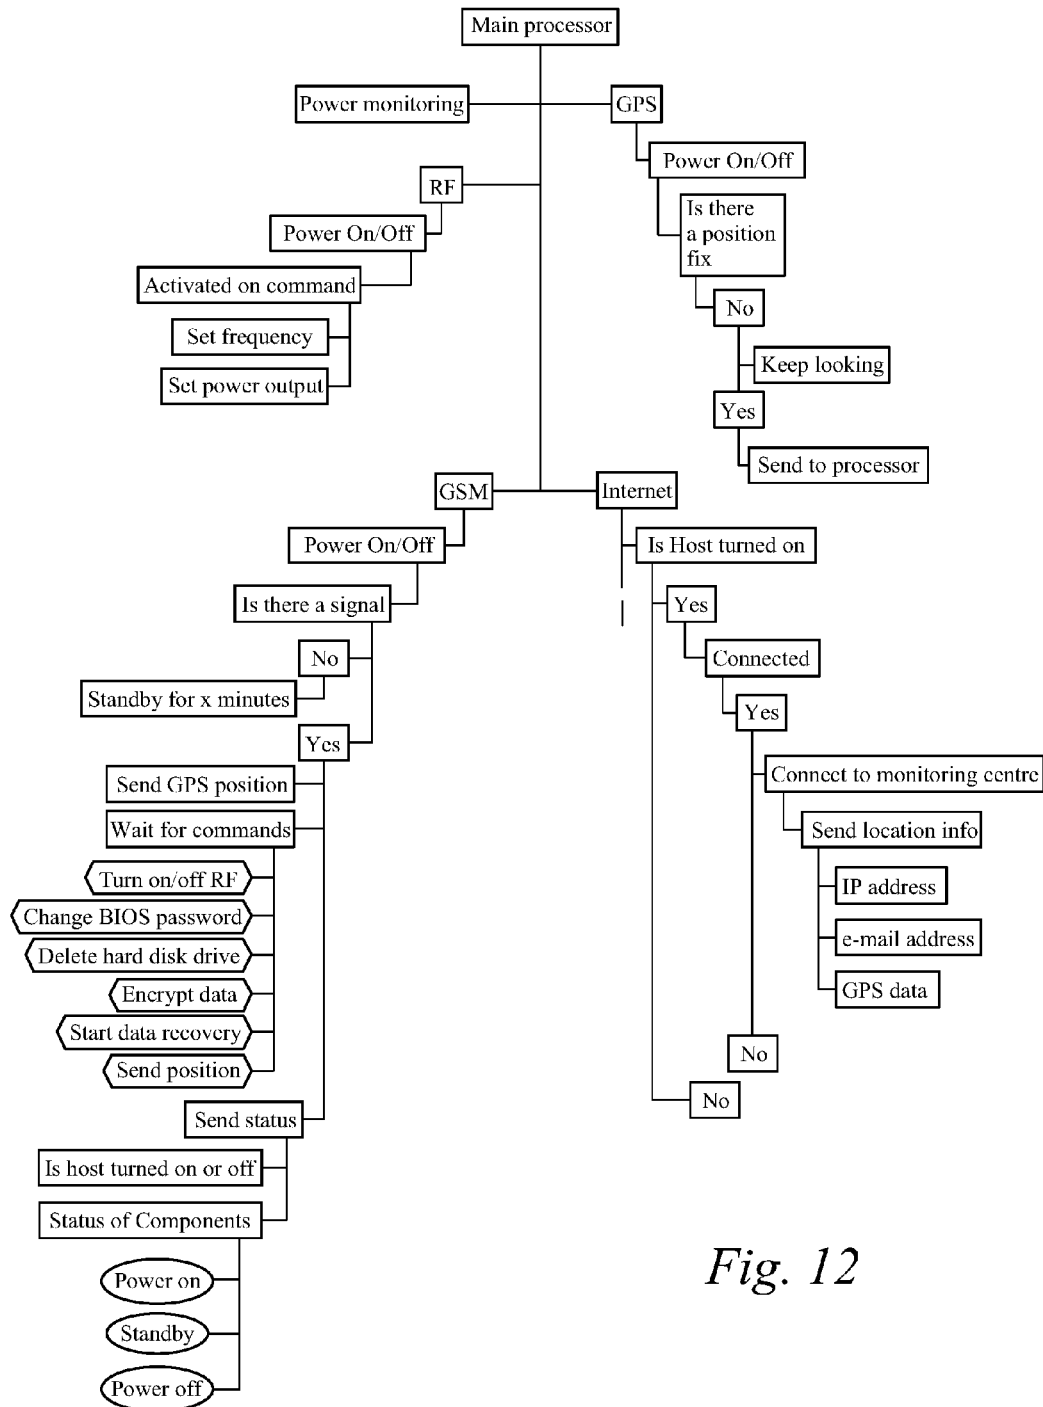 Main processor
Power monitoring
GPS
Power On/Off
Is there
a position
fix
No
Keep looking
Yes
Send to processor
RF
Power On/Off
Activated on command
Set frequency
Set power output
GSM
Power On/Off
Is there a signal
No
Standby for x minutes
Yes
Send GPS position
Wait for commands
Turn on/off RF
Change BIOS password
Delete hard disk drive
Encrypt data
Start data recovery
Send position
Send status
Is host turned on or off
Status of Components
Power on
Standby
Power off
Internet
Is Host turned on
Yes
Connected
Yes
Connect to monitoring centre
Send location info
IP address
e-mail address
GPS data
No
No
Fig. 12